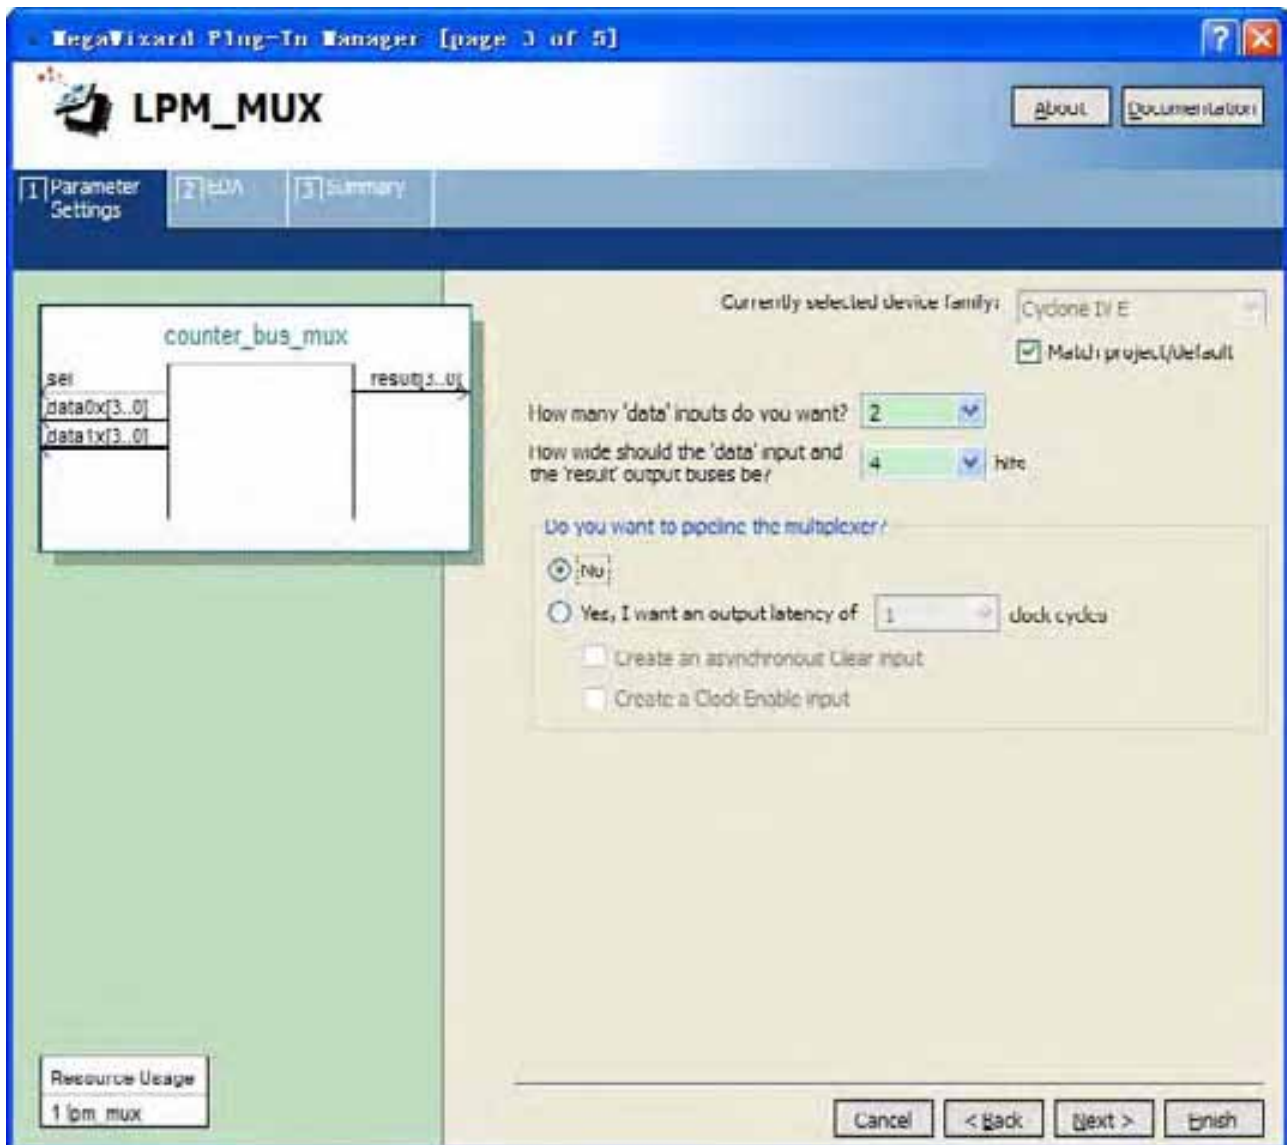 MegaWizard Plug-In Manager [page 3 of 5]
LPM_MUX
About
Documentation
1 Parameter Settings
2 EDA
3 Summary
counter_bus_mux
sel
data0x[3..0]
data1x[3..0]
result[3..0]
Currently selected device family:
Cyclone IV E
Match project/default
How many 'data' inputs do you want?
2
How wide should the 'data' input and
the 'result' output buses be?
4
bits
Do you want to pipeline the multiplexer?
No
Yes, I want an output latency of
1
clock cycles
Create an asynchronous Clear input
Create a Clock Enable input
Resource Usage
1 lpm_mux
Cancel
< Back
Next >
Finish